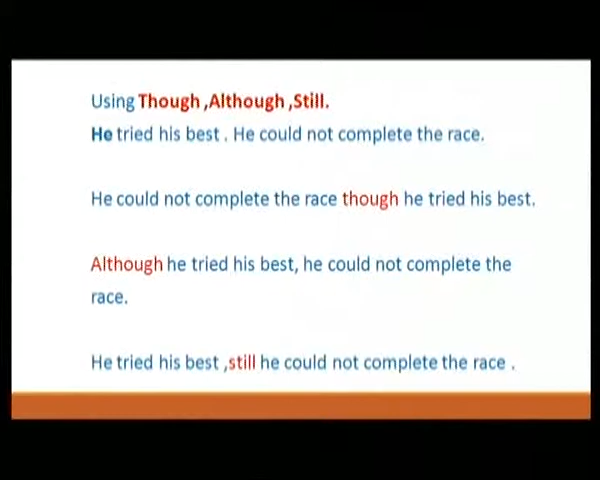 Using Though ,Although ,Still.
He tried his best . He could not complete the race.
He could not complete the race though he tried his best.
Although he tried his best, he could not complete the
race.
He tried his best ,still he could not complete the race .